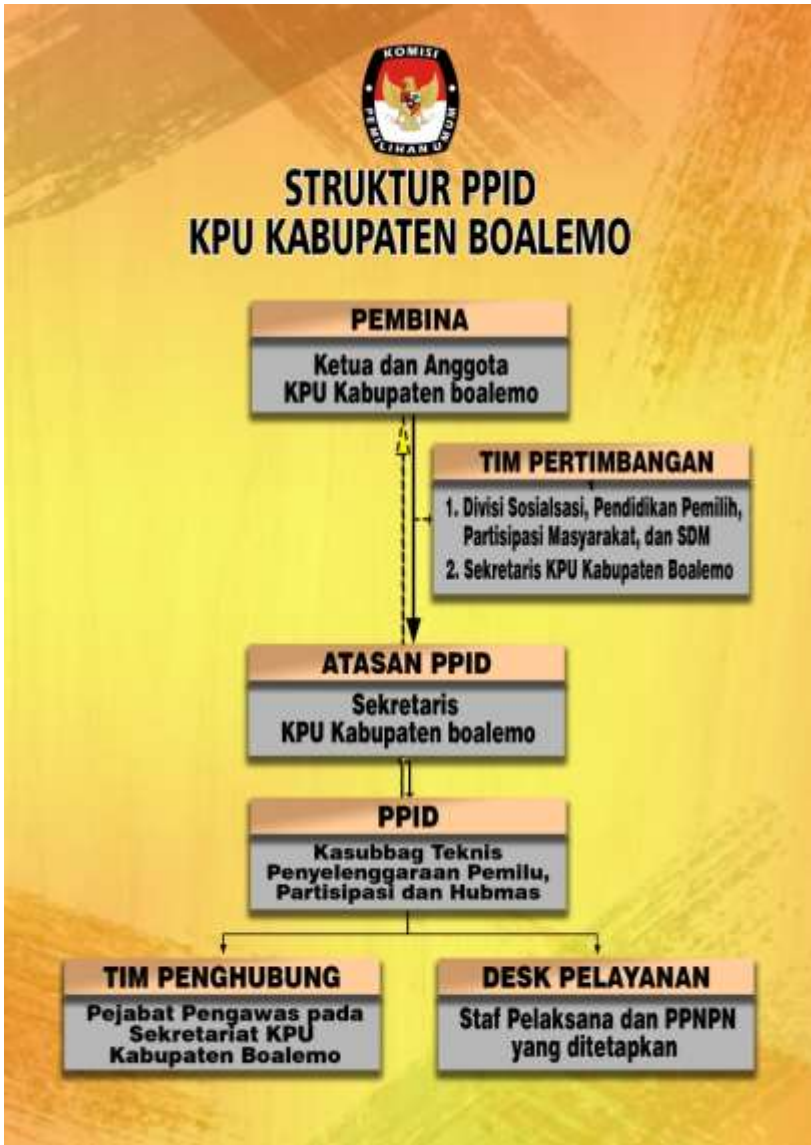 KOMISI
PEMILIHAN UMUM
STRUKTUR PPID
KPU KABUPATEN BOALEMO
PEMBINA
Ketua dan Anggota
KPU Kabupaten boalemo
TIM PERTIMBANGAN
1. Divisi Sosialsasi, Pendidikan Pemilih,
Partisipasi Masyarakat, dan SDM
2. Sekretaris KPU Kabupaten Boalemo
ATASAN PPID
Sekretaris
KPU Kabupaten boalemo
PPID
Kasubbag Teknis
Penyelenggaraan Pemilu,
Partisipasi dan Hubmas
TIM PENGHUBUNG
Pejabat Pengawas pada
Sekretariat KPU
Kabupaten Boalemo
DESK PELAYANAN
Staf Pelaksana dan PPNPN
yang ditetapkan